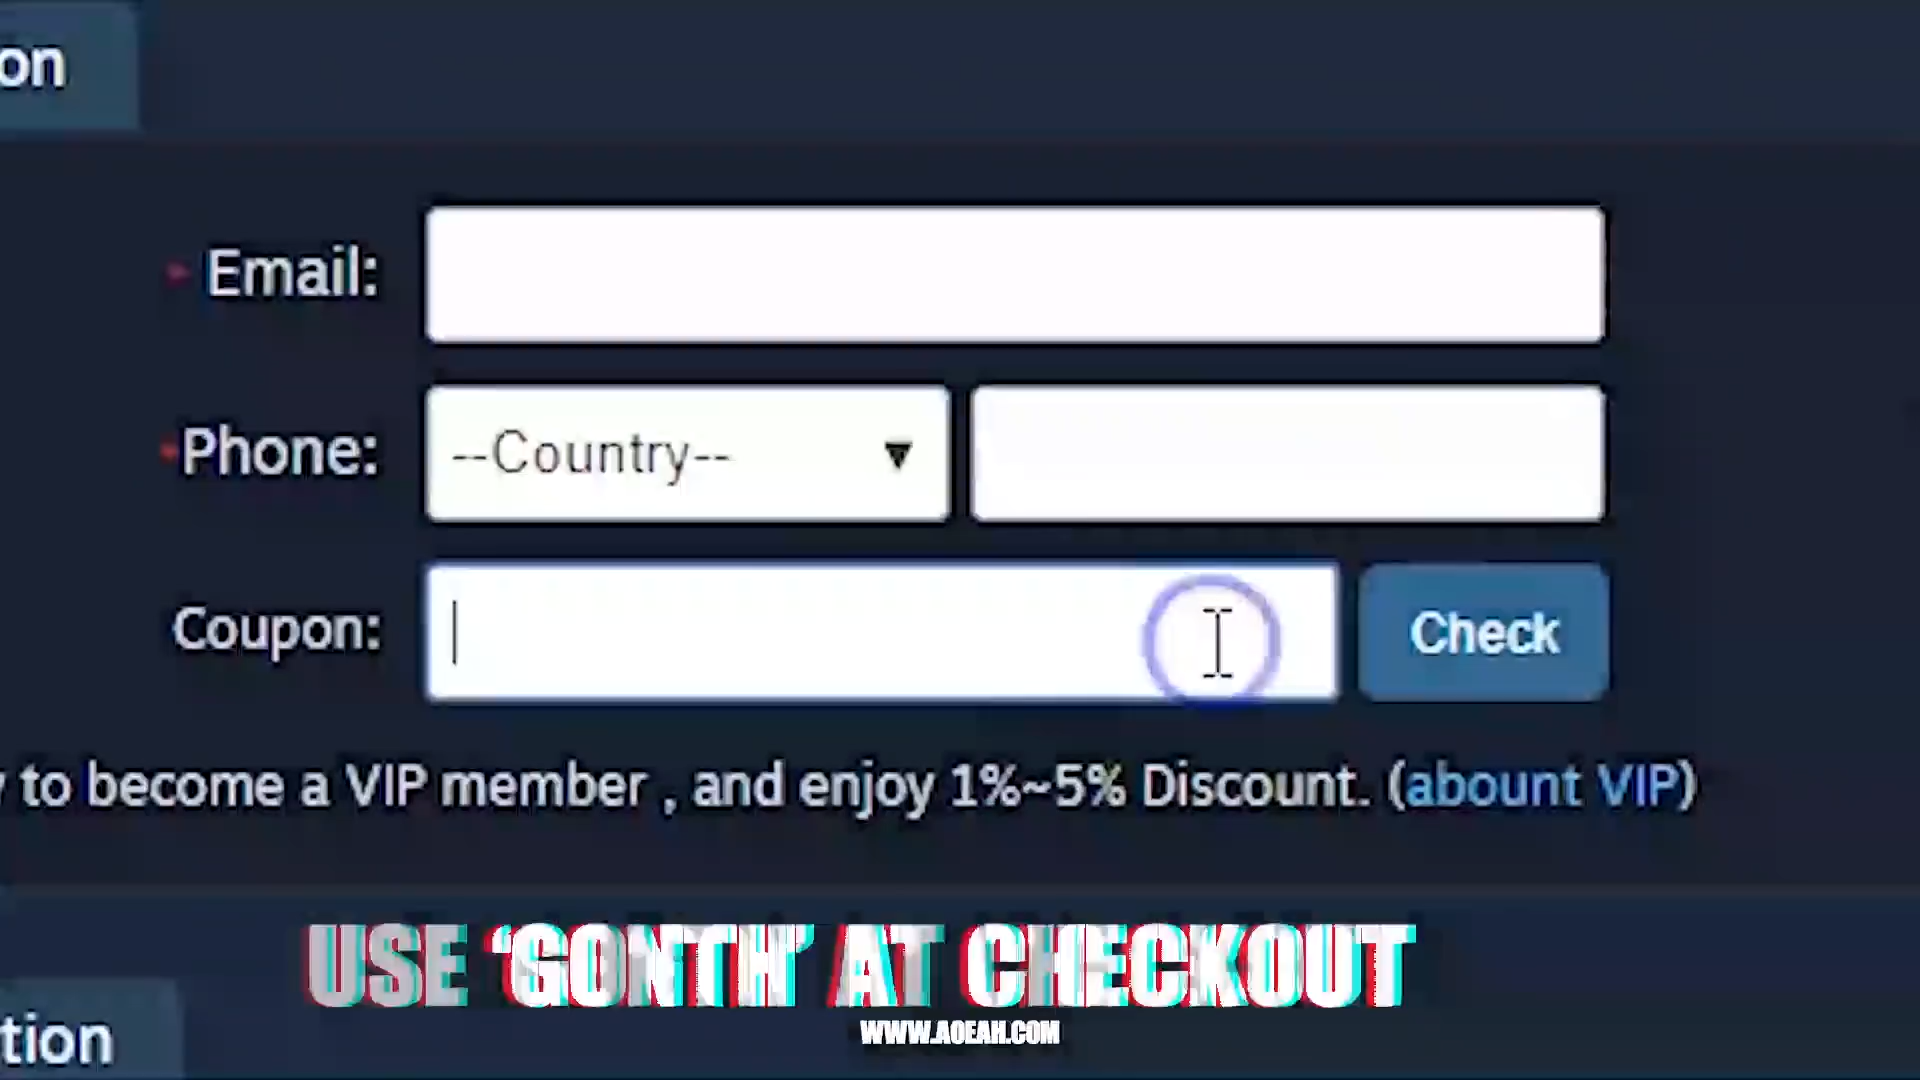 on
Email:
Phone: --Country--
Coupon: Check
to become a VIP member , and enjoy 1%~5% Discount. (abount VIP)
USE ‘GONTH’ AT CHECKOUT
WWW.AOEAH.COM
tion